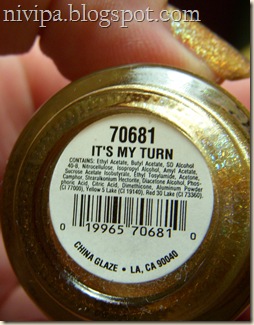 nivipa.blogspot.com
70681
IT'S MY TURN
CONTAINS: Ethyl Acetate, Butyl Acetate, SD Alcohol
40-B, Nitrocellulose, Isopropyl Alcohol, Amyl Acetate,
Sucrose Acetate Isobutyrate, Ethyl Tosylamide, Acetone,
Camphor, Stearalkonium Hectorite, Diacetone Alcohol, Phos-
phoric Acid, Citric Acid, Dimethicone, Aluminum Powder
(CI 77000), Yellow 5 Lake (CI 19140), Red 30 Lake (CI 73360).
0 19965 70681 0
CHINA GLAZE • LA, CA 90040